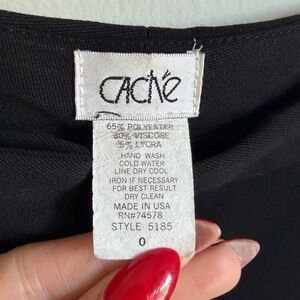 CACHÉ
65% POLYESTER
30% VISCOSE
5% LYCRA
HAND WASH
COLD WATER
LINE DRY COOL
IRON IF NECESSARY
FOR BEST RESULT
DRY CLEAN
MADE IN USA
RN#74578
STYLE 5185
0